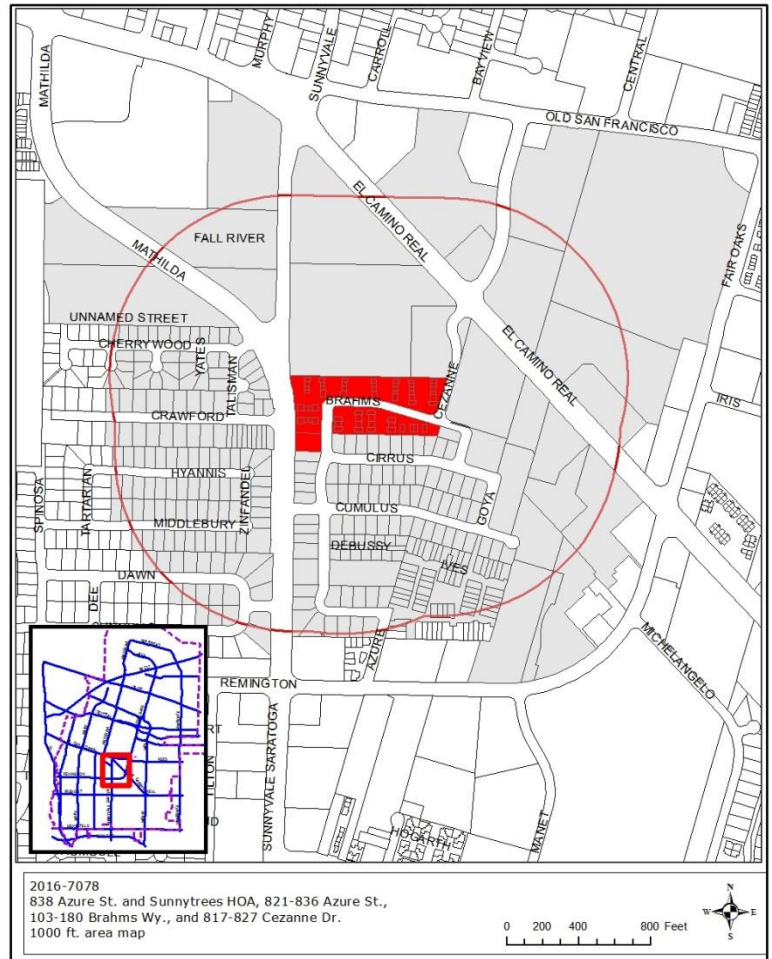 MURPHY
SUNNYVALE
CARROLL
BAYVIEW
CENTRAL
MATHILDA
OLD SAN FRANCISCO
EL CAMINO REAL
FALL RIVER
MATHILDA
FAIR OAKS
UNNAMED STREET
CHERRYWOOD
YATES
TALISMAN
EL CAMINO REAL
CEZANNE
BRAHMS
IRIS
CRAWFORD
CIRRUS
HYANNIS
TARTARIAN
SPINOSA
ZINFANDEL
GOYA
CUMULUS
MIDDLEBURY
DEBUSSY
IVES
DAWN
DEE
AZURE
MICHELANGELO
REMINGTON
SUNNYVALE SARATOGA
TILTON
HOGARTH
MANET
2016-7078
838 Azure St. and Sunnytrees HOA, 821-836 Azure St.,
103-180 Brahms Wy., and 817-827 Cezanne Dr.
1000 ft. area map
0 200 400 800 Feet
N
W E
S